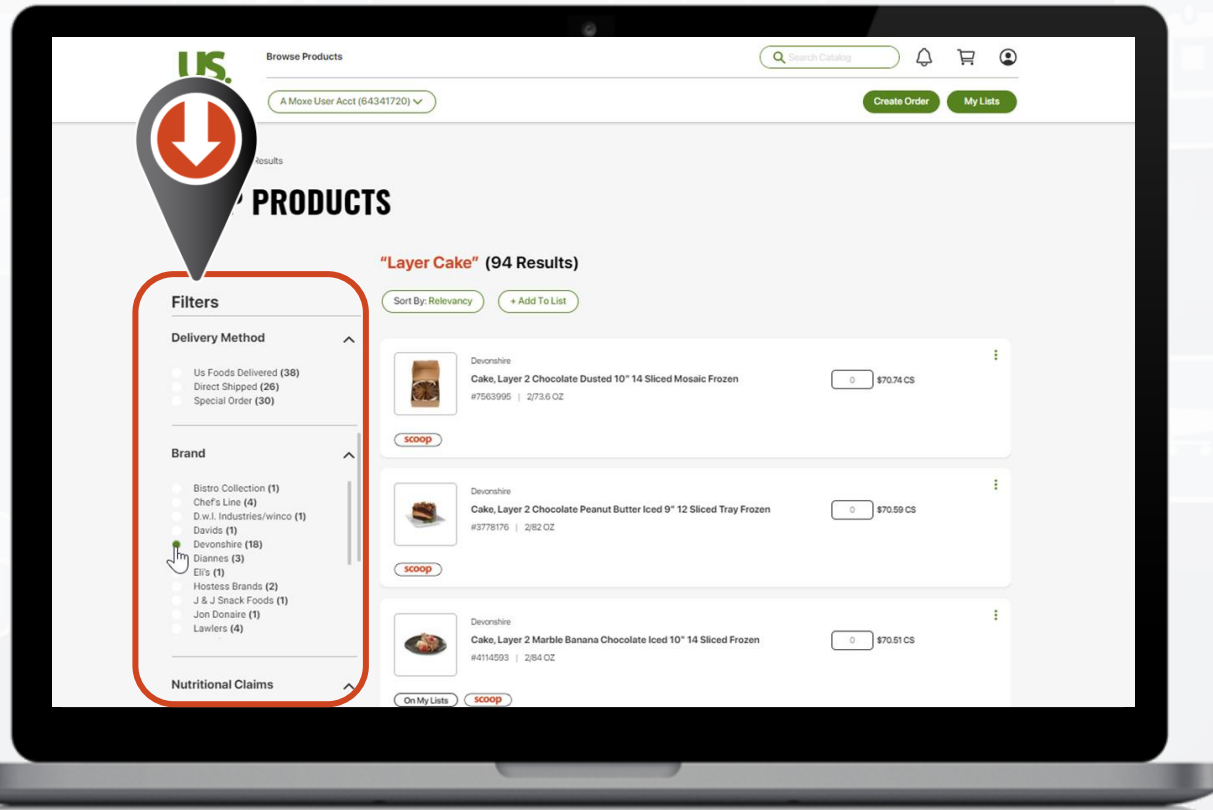 US.
Browse Products
Search Catalog
A Moxe User Acct (64341720)
Create Order
My Lists
Results
PRODUCTS
“Layer Cake” (94 Results)
Filters
Sort By: Relevancy
+ Add To List
Delivery Method
Us Foods Delivered (38)
Direct Shipped (26)
Special Order (30)
Brand
Bistro Collection (1)
Chef's Line (4)
D.w.l. Industries/winco (1)
Davids (1)
Devonshire (18)
Diannes (3)
Eli's (1)
Hostess Brands (2)
J & J Snack Foods (1)
Jon Donaire (1)
Lawlers (4)
Nutritional Claims
Devonshire
Cake, Layer 2 Chocolate Dusted 10" 14 Sliced Mosaic Frozen
#7563995 | 2/73.6 OZ
0 $70.74 CS
scoop
Devonshire
Cake, Layer 2 Chocolate Peanut Butter Iced 9" 12 Sliced Tray Frozen
#3778176 | 2/82 OZ
0 $70.59 CS
scoop
Devonshire
Cake, Layer 2 Marble Banana Chocolate Iced 10" 14 Sliced Frozen
#4114593 | 2/84 OZ
0 $70.51 CS
On My Lists scoop